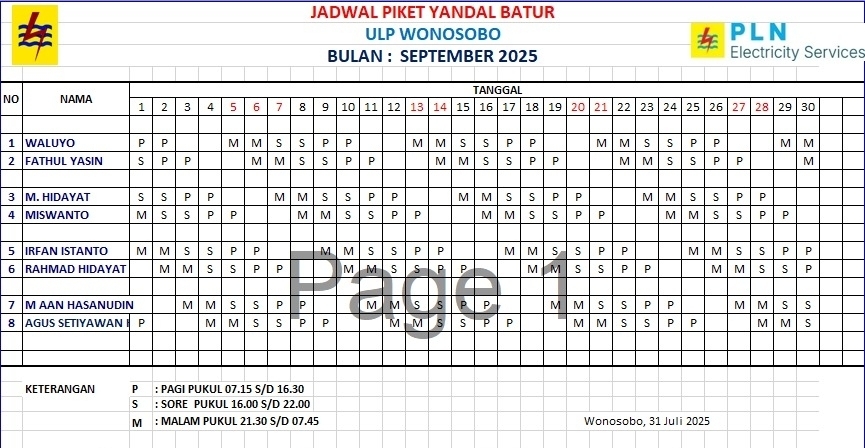 JADWAL PIKET YANDAL BATUR
ULP WONOSOBO
BULAN : SEPTEMBER 2025
PLN
Electricity Services
NO NAMA TANGGAL
1 2 3 4 5 6 7 8 9 10 11 12 13 14 15 16 17 18 19 20 21 22 23 24 25 26 27 28 29 30
1 WALUYO P P M M S S P P M M S S P P M M S S P P M M
2 FATHUL YASIN S P P M M S S P P M M S S P P M M S S P P M
3 M. HIDAYAT S S P P M M S S P P M M S S P P M M S S P P
4 MISWANTO M S S P P M M S S P P M M S S P P M M S S P P
5 IRFAN ISTANTO M M S S P P M M S S P P M M S S P P M M S S P P
6 RAHMAD HIDAYAT M M S S P P M M S S P P M M S S P P M M S S P
7 M AAN HASANUDIN M M S S P P M M S S P P M M S S P P M M S S
8 AGUS SETIYAWAN P M M S S P P M M S S P P M M S S P P M M S
Page 1
KETERANGAN P : PAGI PUKUL 07.15 S/D 16.30
S : SORE PUKUL 16.00 S/D 22.00
M : MALAM PUKUL 21.30 S/D 07.45
Wonosobo, 31 Juli 2025